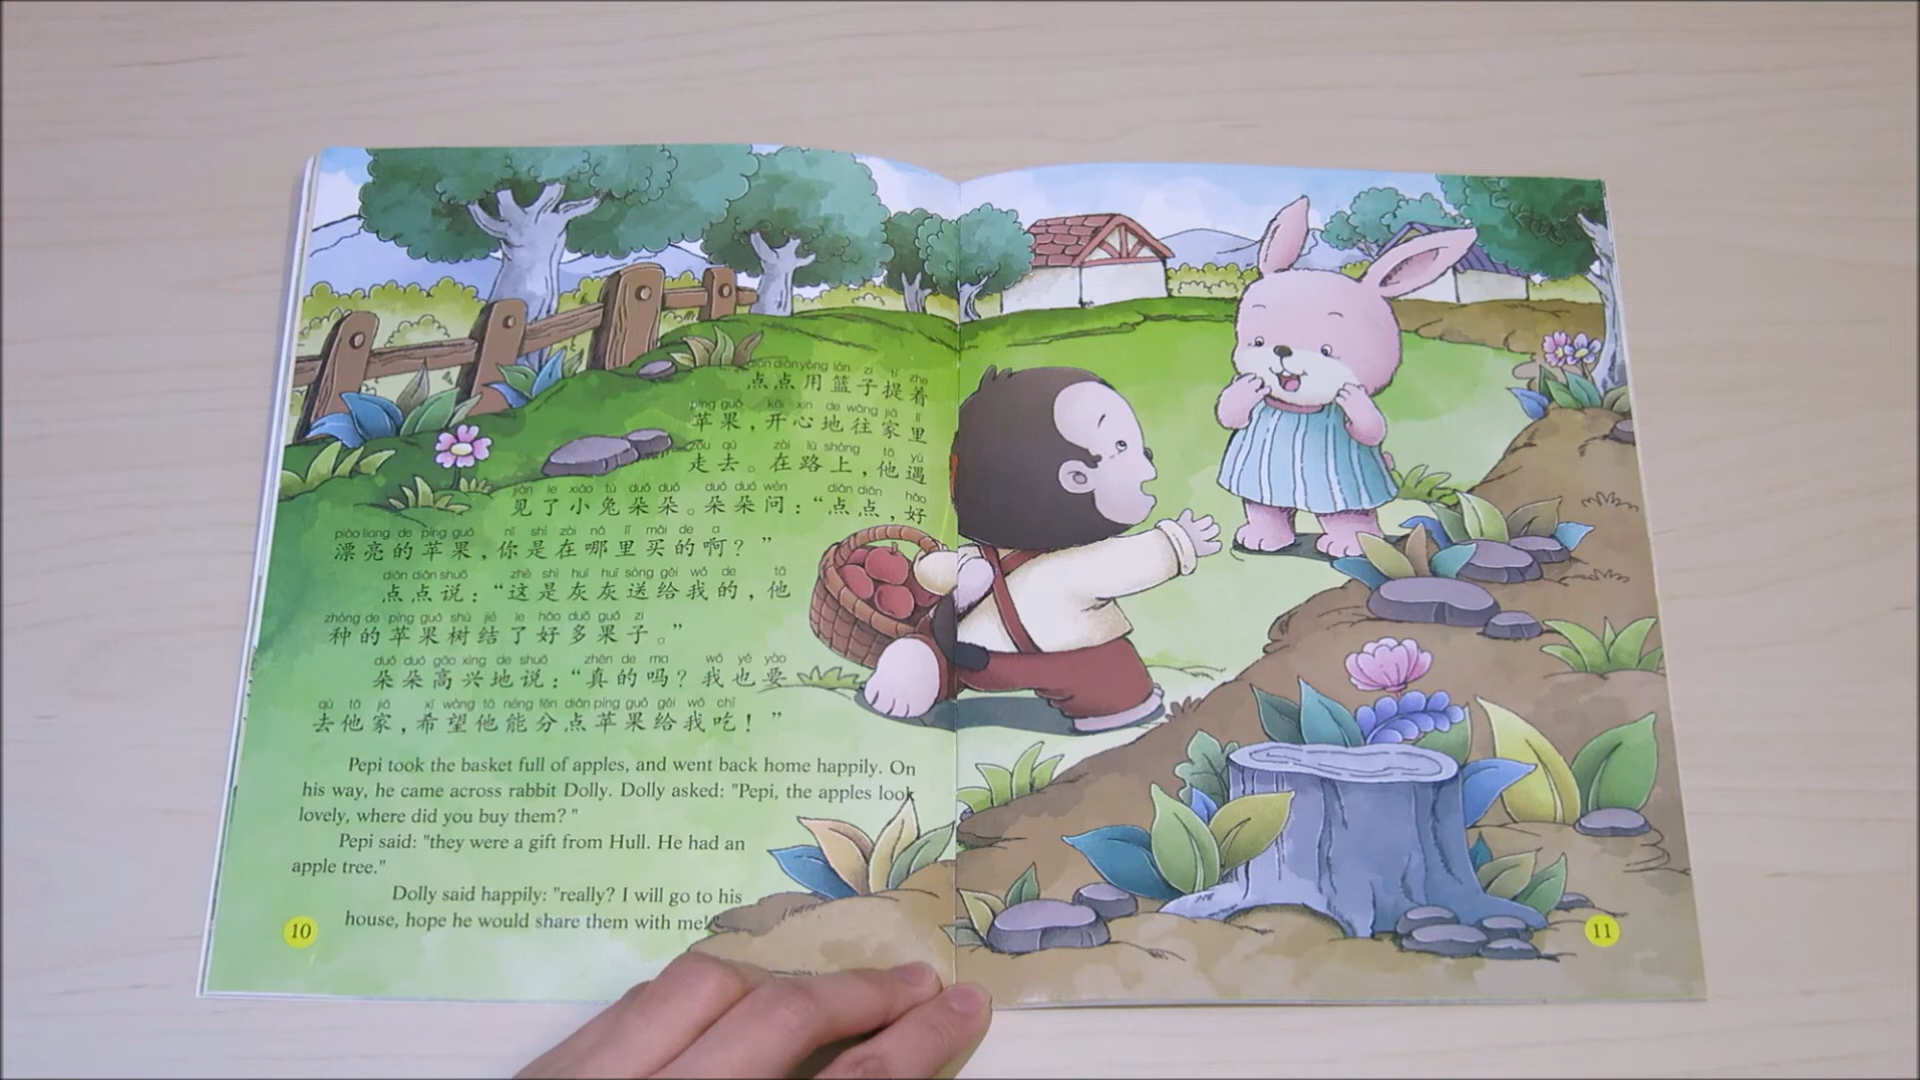 diǎn diǎn yòng lán zi tí zhe
点点用篮子提着
píng guǒ kāi xīn de wǎng jiā lǐ
苹果，开心地往家里
zǒu qù zài lù shàng tā yù
走去。在路上，他遇
jiàn le xiǎo tù duǒ duǒ duǒ duǒ wèn diǎn diǎn hǎo
见了小兔朵朵。朵朵问：“点点，好
piào liang de píng guǒ nǐ shì zài nǎ lǐ mǎi de a
漂亮的苹果，你是在哪里买的啊？”
diǎn diǎn shuō zhè shì huī huī sòng gěi wǒ de tā
点点说：“这是灰灰送给我的，他
zhòng de píng guǒ shù jiē le hǎo duō guǒ zi
种的苹果树结了好多果子。”
duǒ duǒ gāo xìng de shuō zhēn de ma wǒ yě yào
朵朵高兴地说：“真的吗？我也要
qù tā jiā xī wàng tā néng fēn diǎn píng guǒ gěi wǒ chī
去他家，希望他能分点苹果给我吃！”
Pepi took the basket full of apples, and went back home happily. On
his way, he came across rabbit Dolly. Dolly asked: "Pepi, the apples look
lovely, where did you buy them? "
Pepi said: "they were a gift from Hull. He had an
apple tree."
Dolly said happily: "really? I will go to his
house, hope he would share them with me!"
10
11